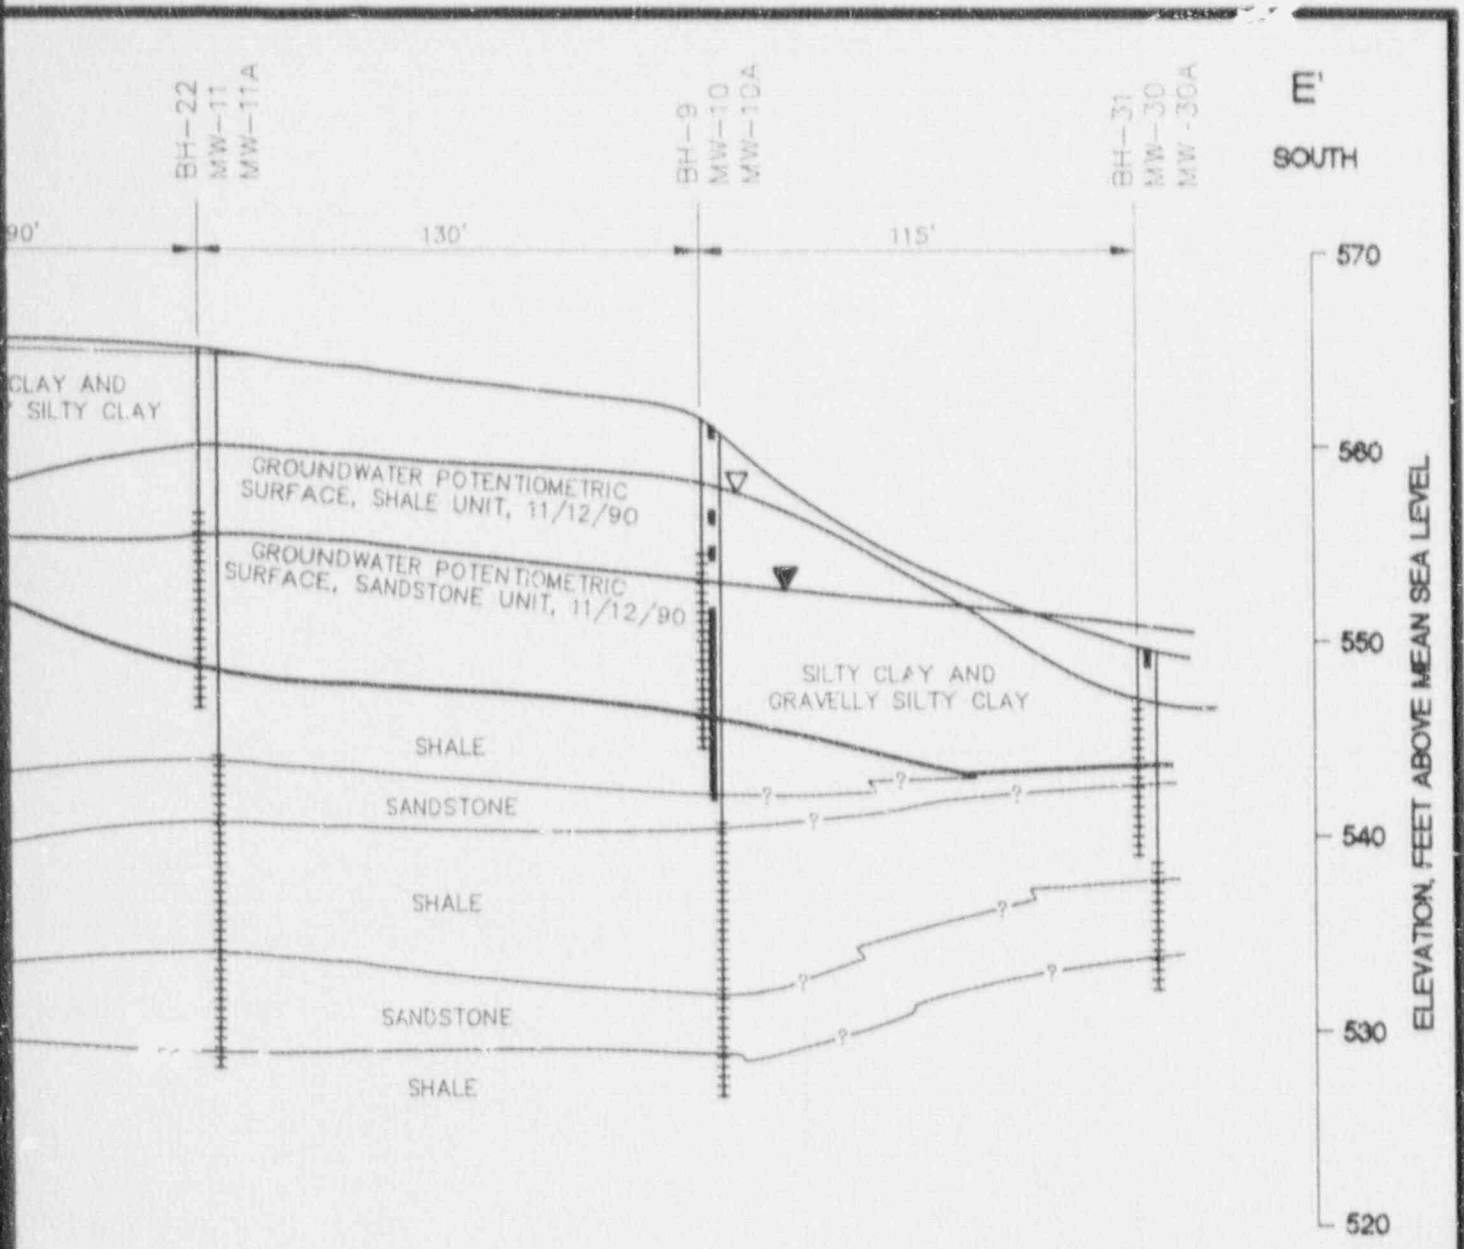 BH-22
MW-11
MW-11A
BH-9
MW-10
MW-10A
BH-31
MW-30
MW-30A
E'
SOUTH
90'
130'
115'
570
CLAY AND
SILTY CLAY
560
GROUNDWATER POTENTIOMETRIC
SURFACE, SHALE UNIT, 11/12/90
GROUNDWATER POTENTIOMETRIC
SURFACE, SANDSTONE UNIT, 11/12/90
550
SILTY CLAY AND
GRAVELLY SILTY CLAY
SHALE
?
?
?
SANDSTONE
?
540
SHALE
?
?
?
SANDSTONE
530
?
SHALE
520
ELEVATION, FEET ABOVE MEAN SEA LEVEL